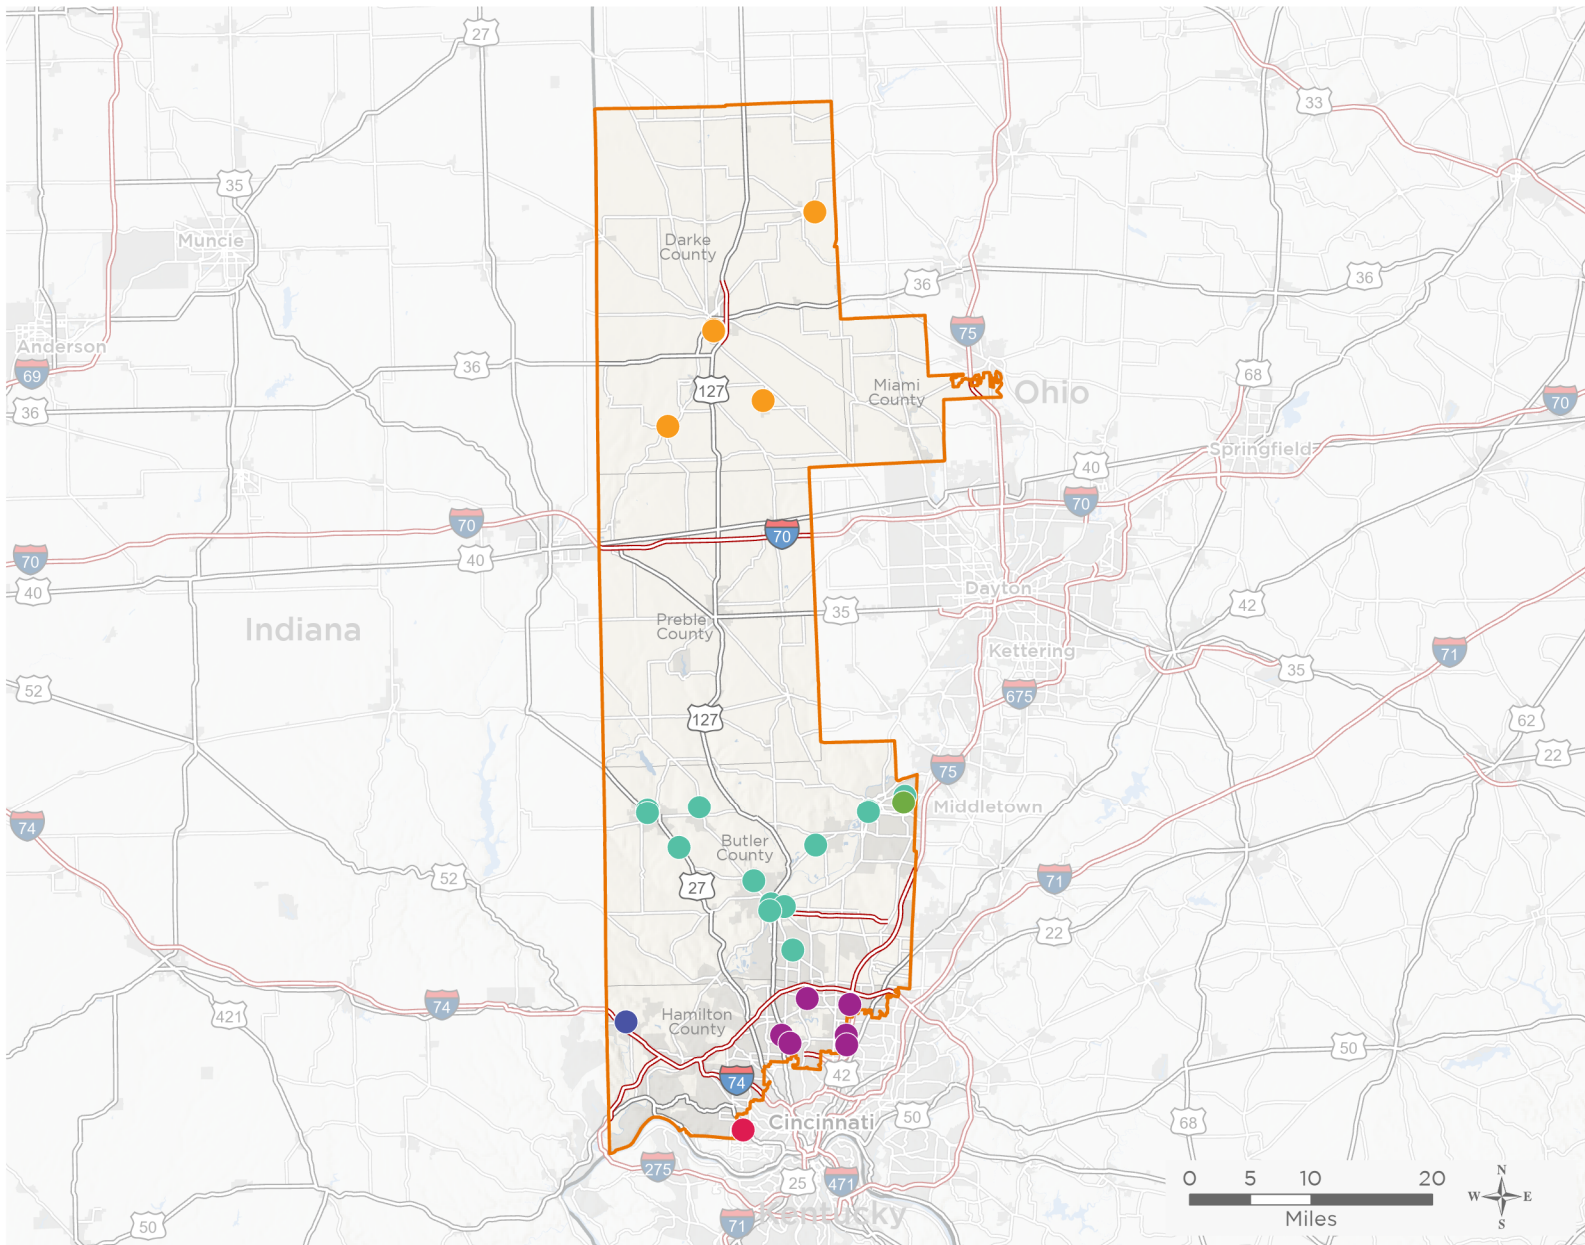 27
33
35
Muncie
Darke
County
36
36
75
Anderson
69
36
68
127
Miami
County
Ohio
70
36
Springfield
40
70
70
70
70
40
40
Dayton
42
35
Preble
County
Indiana
Kettering
71
35
675
52
127
62
22
75
Middletown
74
Butler
County
52
27
71
22
74
421
Hamilton
County
50
74
42
Cincinnati
50
68
275
25
471
0 5 10 20
Miles
N
W E
S
50
71
Kentucky